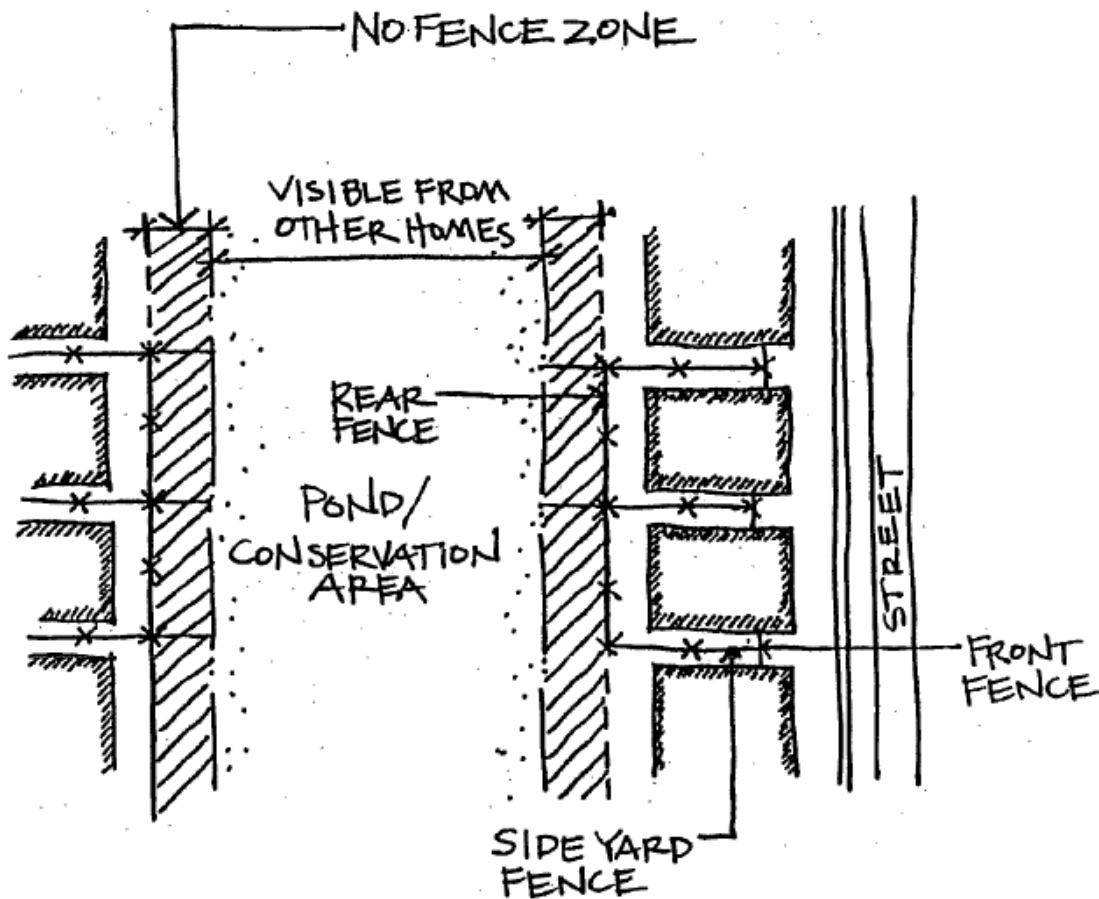 NO FENCE ZONE
VISIBLE FROM
OTHER HOMES
REAR
FENCE
POND/
CONSERVATION
AREA
STREET
FRONT
FENCE
SIDE YARD
FENCE